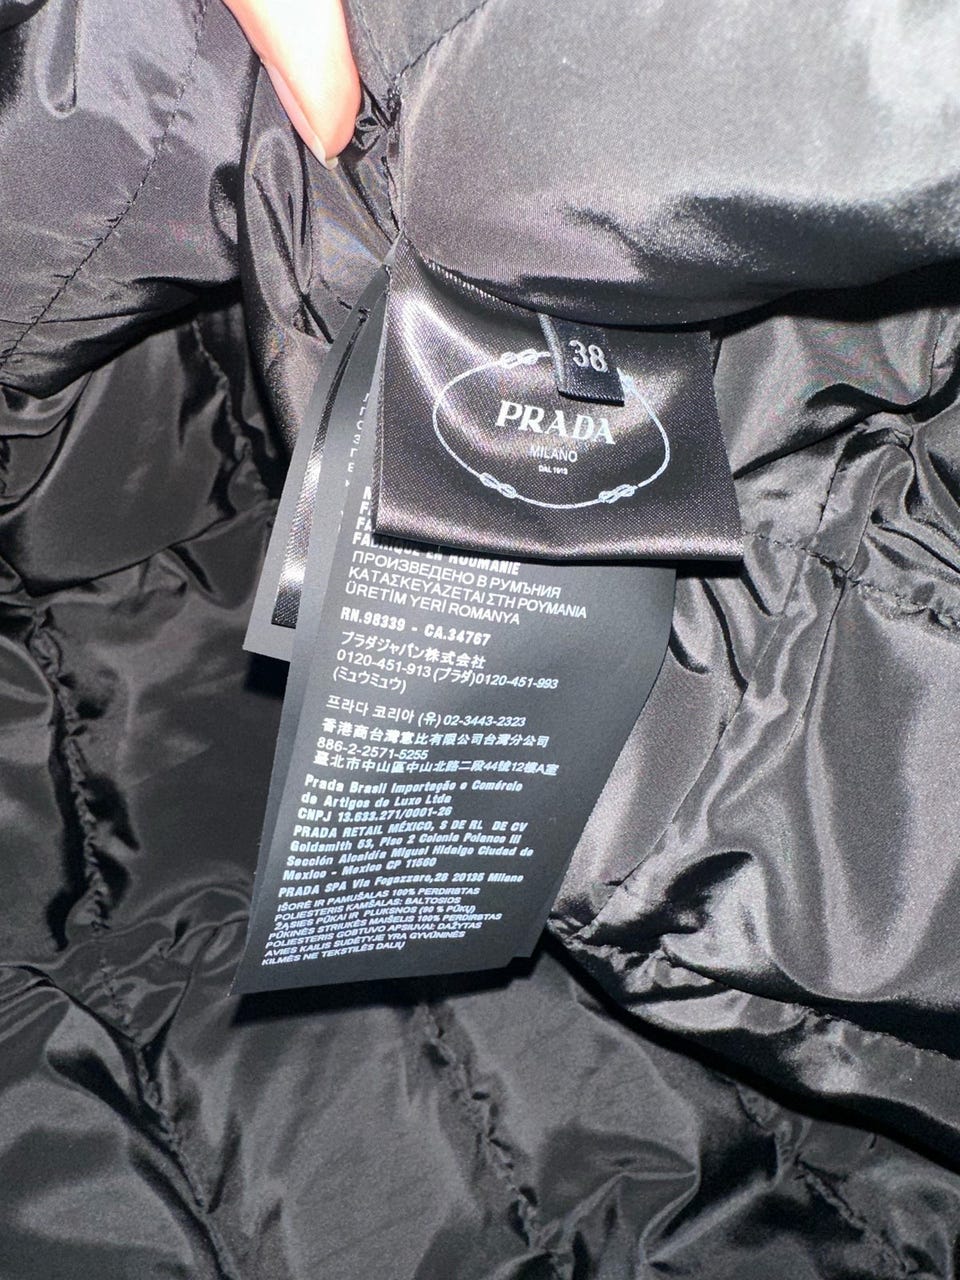 38
PRADA
MILANO
DAL 1913
FABRIQUÉ EN ROUMANIE
ПРОИЗВЕДЕНО В РУМЪНИЯ
ΚΑΤΑΣΚΕΥΑΖΕΤΑΙ ΣΤΗ ΡΟΥΜΑΝΙΑ
ÜRETİM YERİ ROMANYA
RN.98339 - CA.34767
プラダジャパン株式会社
0120-451-913 (プラダ)0120-451-993
(ミュウミュウ)
프라다 코리아 (유) 02-3443-2323
香港商台灣意比有限公司台灣分公司
886-2-2571-5255
臺北市中山區中山北路二段44號12樓A室
Prada Brasil Importação e Comércio
de Artigos de Luxo Ltda
CNPJ 13.633.271/0001-26
PRADA RETAIL MÉXICO, S DE RL DE CV
Goldsmith 53, Piso 2 Colonia Polanco III
Sección Alcaldía Miguel Hidalgo Ciudad de
Mexico - Mexico CP 11560
PRADA SPA Via Fogazzaro,28 20135 Milano
IŠORĖ IR PAMUŠALAS 100% PERDIRBTAS
POLIESTERIS KAMŠALAS: BALTOSIOS
ŽĄSIES PŪKAI IR PLUKSNOS (90 % PŪKŲ)
PŪKINĖS STRIUKĖS MAIŠELIS 100% PERDIRBTAS
POLIESTERIS GOBTUVO APSIUVAI: DAŽYTAS
AVIES KAILIS SUDĖTYJE YRA GYVŪNINĖS
KILMĖS NE TEKSTILĖS DALIŲ